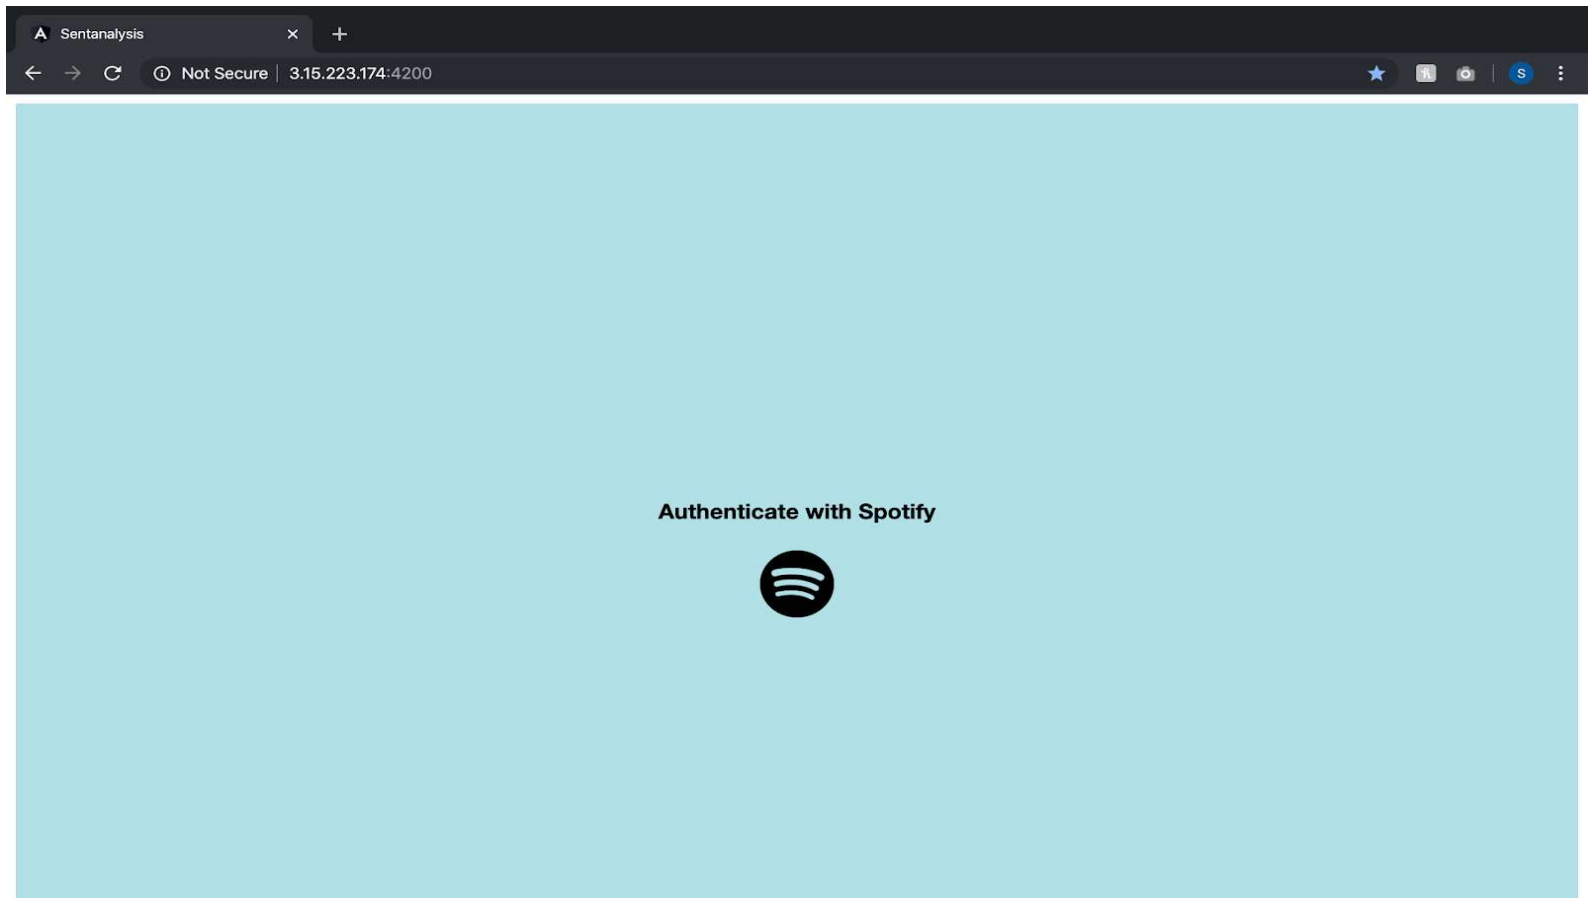 Sentanalysis
Not Secure | 3.15.223.174:4200
S
Authenticate with Spotify